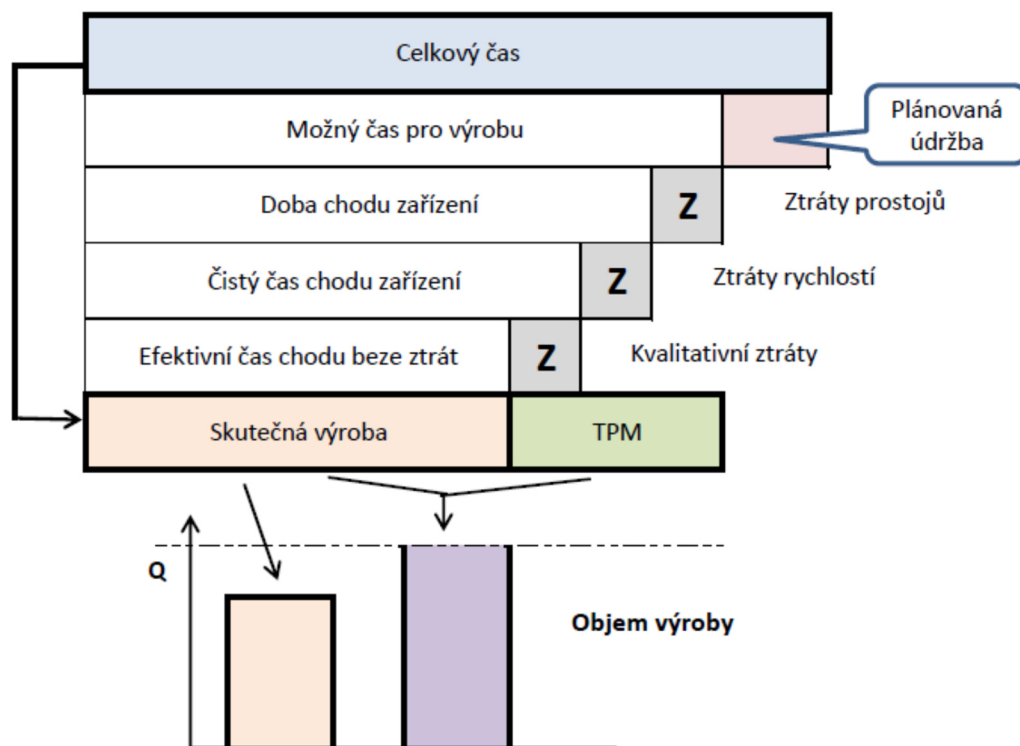 Celkový čas
Možný čas pro výrobu
Plánovaná
údržba
Doba chodu zařízení
Z
Ztráty prostojů
Čistý čas chodu zařízení
Z
Ztráty rychlostí
Efektivní čas chodu beze ztrát
Z
Kvalitativní ztráty
Skutečná výroba
TPM
Q
Objem výroby